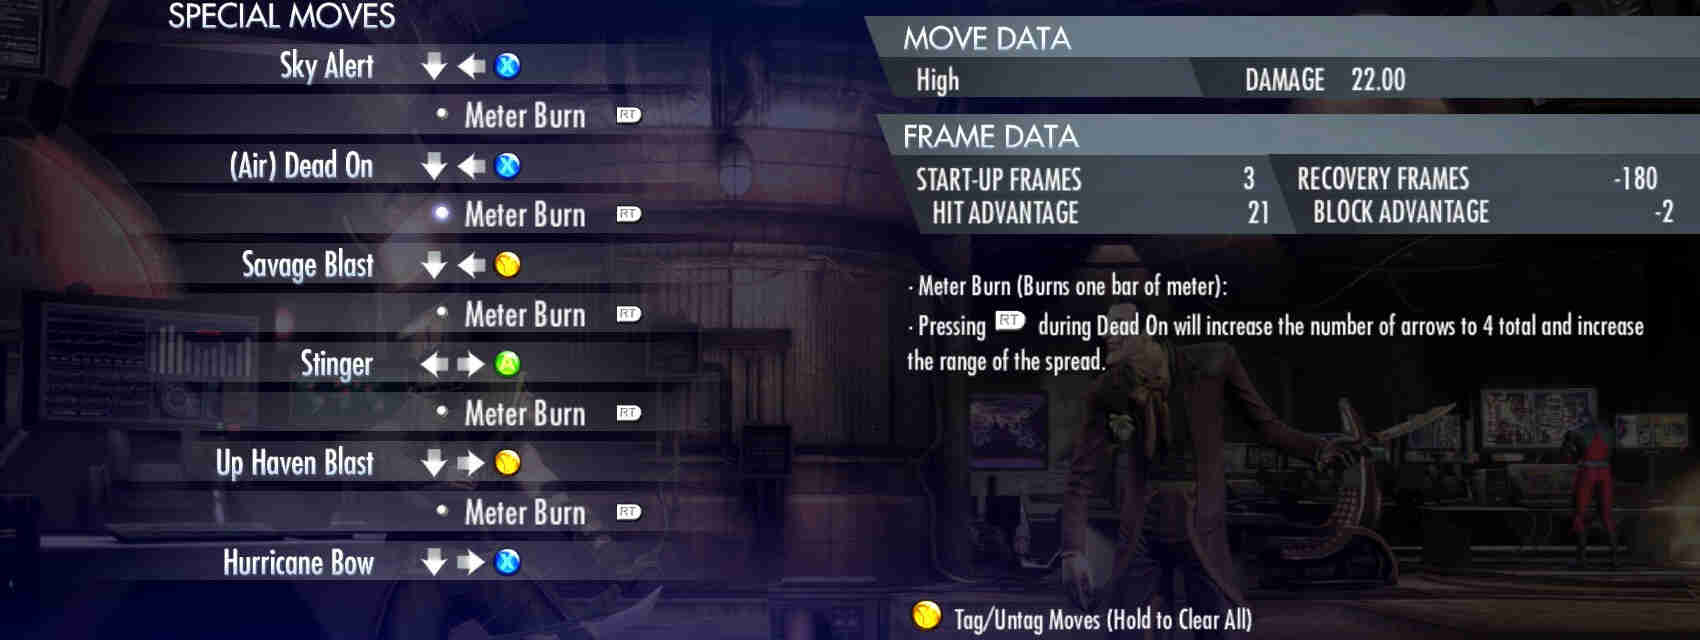 SPECIAL MOVES
Sky Alert X
Meter Burn RT
(Air) Dead On X
Meter Burn RT
Savage Blast Y
Meter Burn RT
Stinger A
Meter Burn RT
Up Haven Blast Y
Meter Burn RT
Hurricane Bow X
MOVE DATA
High DAMAGE 22.00
FRAME DATA
START-UP FRAMES 3 RECOVERY FRAMES -180
HIT ADVANTAGE 21 BLOCK ADVANTAGE -2
· Meter Burn (Burns one bar of meter):
· Pressing RT during Dead On will increase the number of arrows to 4 total and increase
the range of the spread.
Y Tag/Untag Moves (Hold to Clear All)